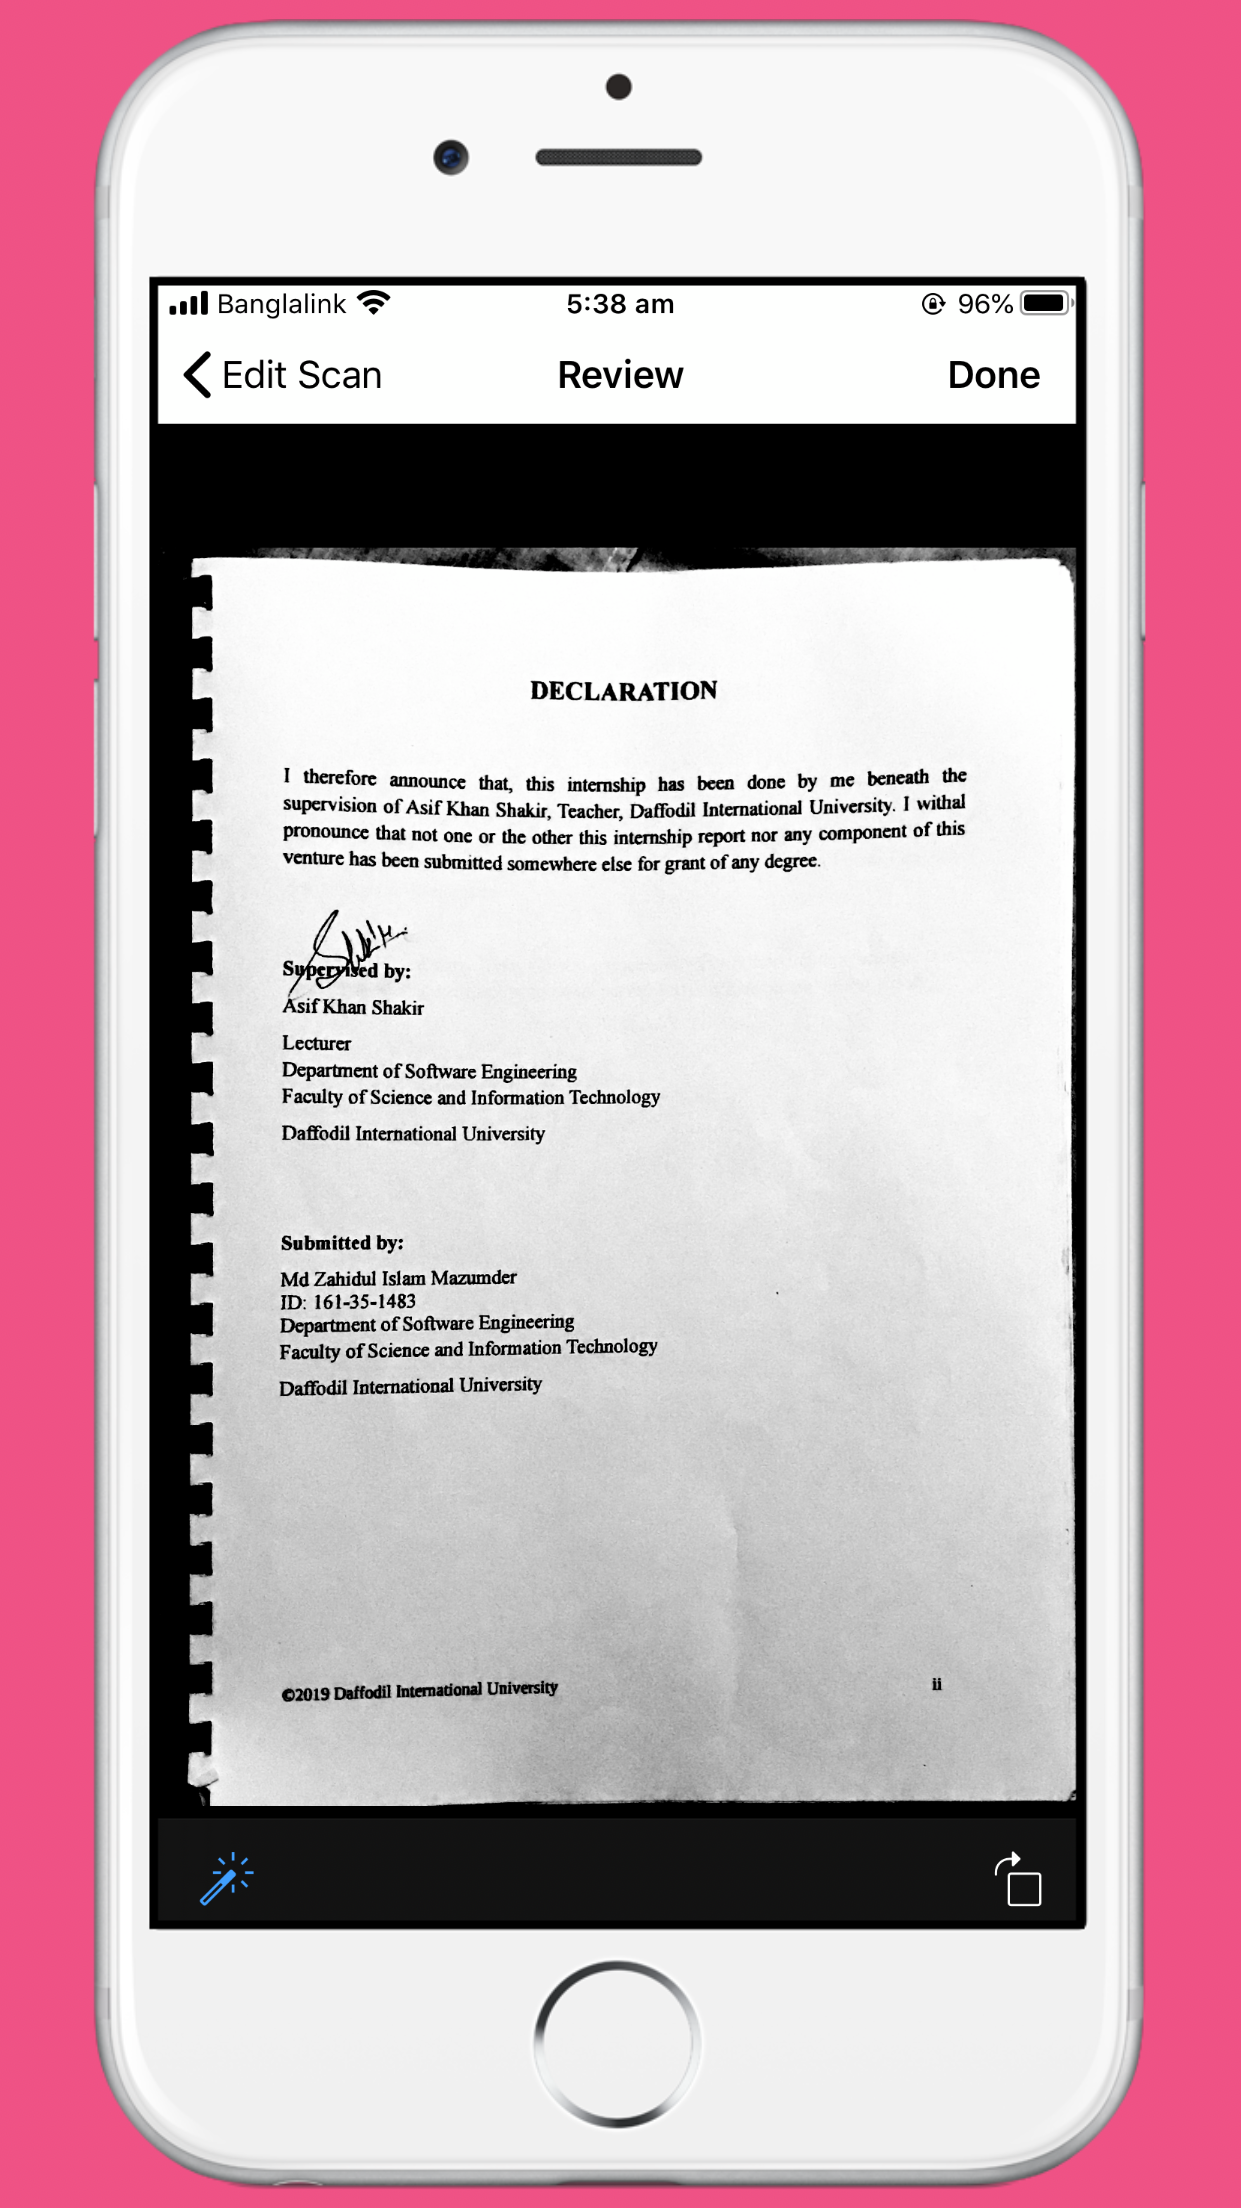 Banglalink 5:38 am 96%
Edit Scan Review Done
DECLARATION
I therefore announce that, this internship has been done by me beneath the
supervision of Asif Khan Shakir, Teacher, Daffodil International University. I withal
pronounce that not one or the other this internship report nor any component of this
venture has been submitted somewhere else for grant of any degree.
Shakir
Supervised by:
Asif Khan Shakir
Lecturer
Department of Software Engineering
Faculty of Science and Information Technology
Daffodil International University
Submitted by:
Md Zahidul Islam Mazumder
ID: 161-35-1483
Department of Software Engineering
Faculty of Science and Information Technology
Daffodil International University
©2019 Daffodil International University ii